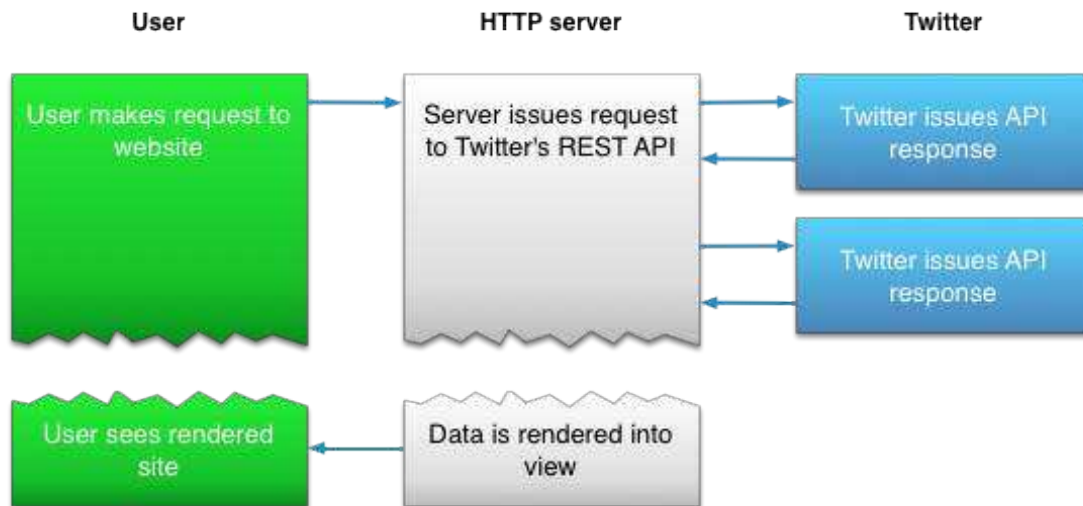 User
HTTP server
Twitter
User makes request to
website
Server issues request
to Twitter's REST API
Twitter issues API
response
Twitter issues API
response
User sees rendered
site
Data is rendered into
view